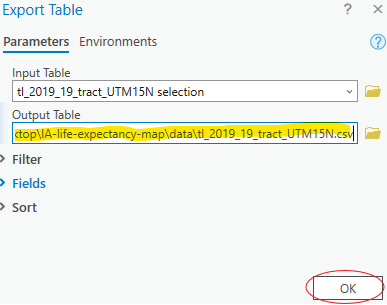 Export Table
Parameters Environments
Input Table
tl_2019_19_tract_UTM15N selection
Output Table
ctop\IA-life-expectancy-map\data\tl_2019_19_tract_UTM15N.csv
Filter
Fields
Sort
OK